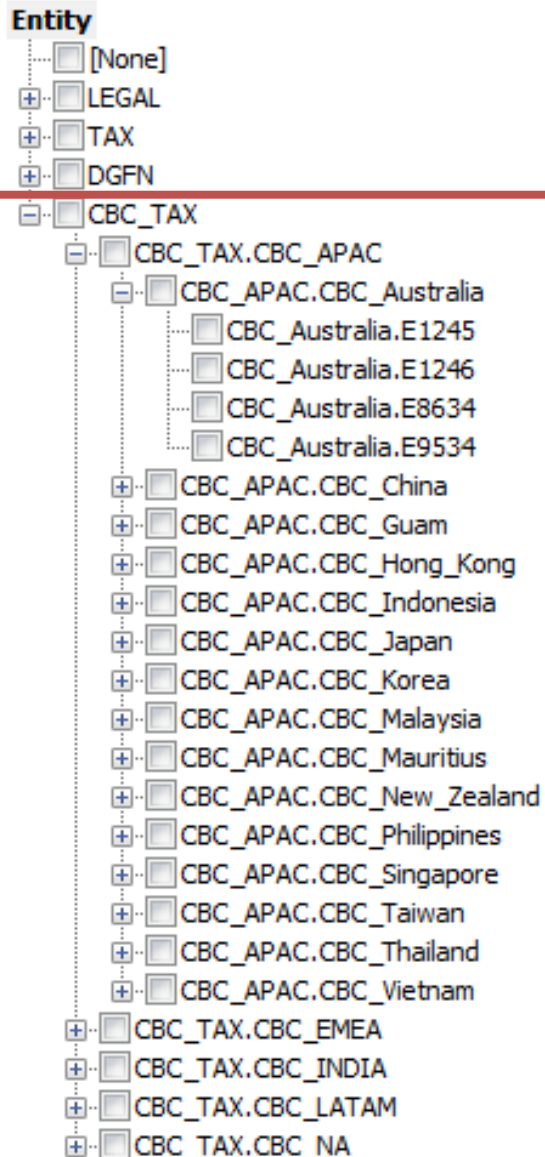 Entity
[None]
LEGAL
TAX
DGFN
CBC_TAX
CBC_TAX.CBC_APAC
CBC_APAC.CBC_Australia
CBC_Australia.E1245
CBC_Australia.E1246
CBC_Australia.E8634
CBC_Australia.E9534
CBC_APAC.CBC_China
CBC_APAC.CBC_Guam
CBC_APAC.CBC_Hong_Kong
CBC_APAC.CBC_Indonesia
CBC_APAC.CBC_Japan
CBC_APAC.CBC_Korea
CBC_APAC.CBC_Malaysia
CBC_APAC.CBC_Mauritius
CBC_APAC.CBC_New_Zealand
CBC_APAC.CBC_Philippines
CBC_APAC.CBC_Singapore
CBC_APAC.CBC_Taiwan
CBC_APAC.CBC_Thailand
CBC_APAC.CBC_Vietnam
CBC_TAX.CBC_EMEA
CBC_TAX.CBC_INDIA
CBC_TAX.CBC_LATAM
CBC_TAX.CBC_NA